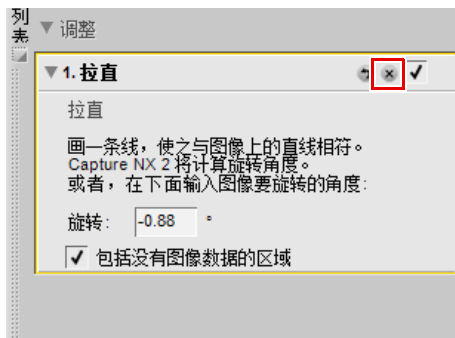 列表
调整
1. 拉直
拉直
画一条线，使之与图像上的直线相符。
Capture NX 2 将计算旋转角度。
或者，在下面输入图像要旋转的角度:
旋转: -0.88 °
包括没有图像数据的区域